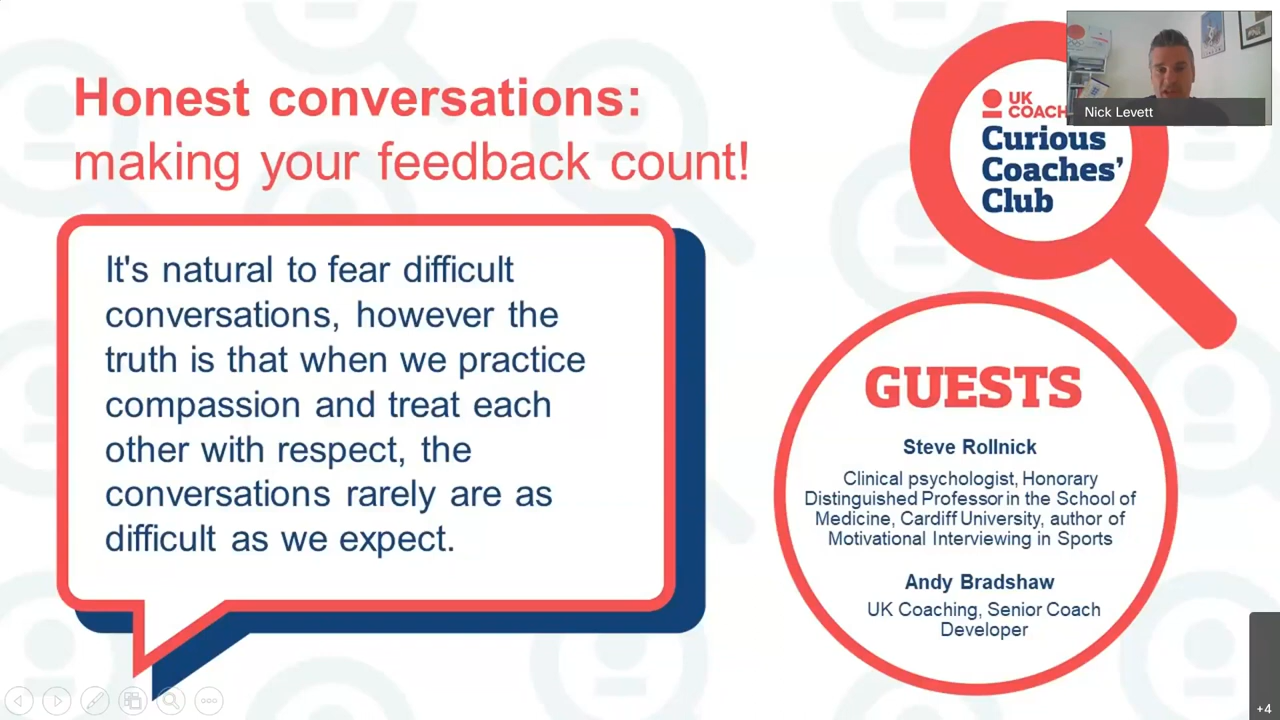 Honest conversations:
making your feedback count!
It's natural to fear difficult
conversations, however the
truth is that when we practice
compassion and treat each
other with respect, the
conversations rarely are as
difficult as we expect.
Nick Levett
UK
COACH
Curious
Coaches’
Club
GUESTS
Steve Rollnick
Clinical psychologist, Honorary
Distinguished Professor in the School of
Medicine, Cardiff University, author of
Motivational Interviewing in Sports
Andy Bradshaw
UK Coaching, Senior Coach
Developer
+4